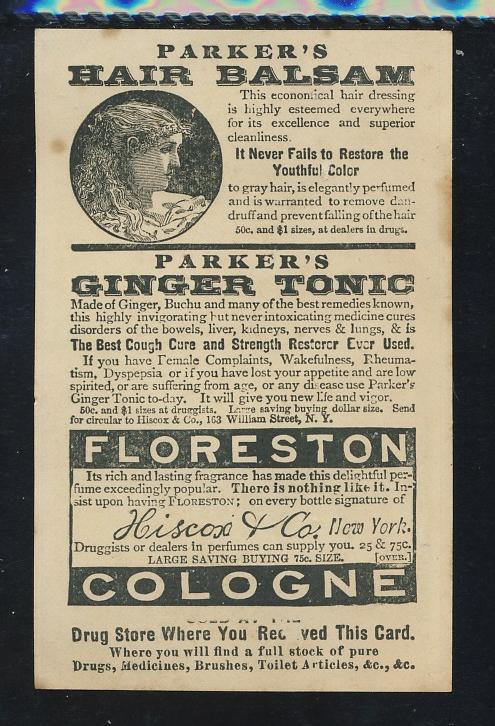 PARKER'S
HAIR BALSAM
This economical hair dressing
is highly esteemed everywhere
for its excellence and superior
cleanliness.
It Never Fails to Restore the
Youthful Color
to gray hair, is elegantly perfumed
and is warranted to remove dan-
druff and prevent falling of the hair
50c. and $1 sizes, at dealers in drugs.
PARKER'S
GINGER TONIC
Made of Ginger, Buchu and many of the best remedies known,
this highly invigorating but never intoxicating medicine cures
disorders of the bowels, liver, kidneys, nerves & lungs, & is
The Best Cough Cure and Strength Restorer Ever Used.
If you have Female Complaints, Wakefulness, Rheuma-
tism, Dyspepsia or if you have lost your appetite and are low
spirited, or are suffering from age, or any disease use Parker's
Ginger Tonic to-day. It will give you new life and vigor.
50c. and $1 sizes at druggists. Large saving buying dollar size. Send
for circular to Hiscox & Co., 163 William Street, N. Y.
FLORESTON
Its rich and lasting fragrance has made this delightful per-
fume exceedingly popular. There is nothing like it. In-
sist upon having FLORESTON; on every bottle signature of
Hiscox & Co. New York.
Druggists or dealers in perfumes can supply you. 25 & 75c.
LARGE SAVING BUYING 75c. SIZE. [OVER.]
COLOGNE
Drug Store Where You Rec ved This Card.
Where you will find a full stock of pure
Drugs, Medicines, Brushes, Toilet Articles, &c., &c.